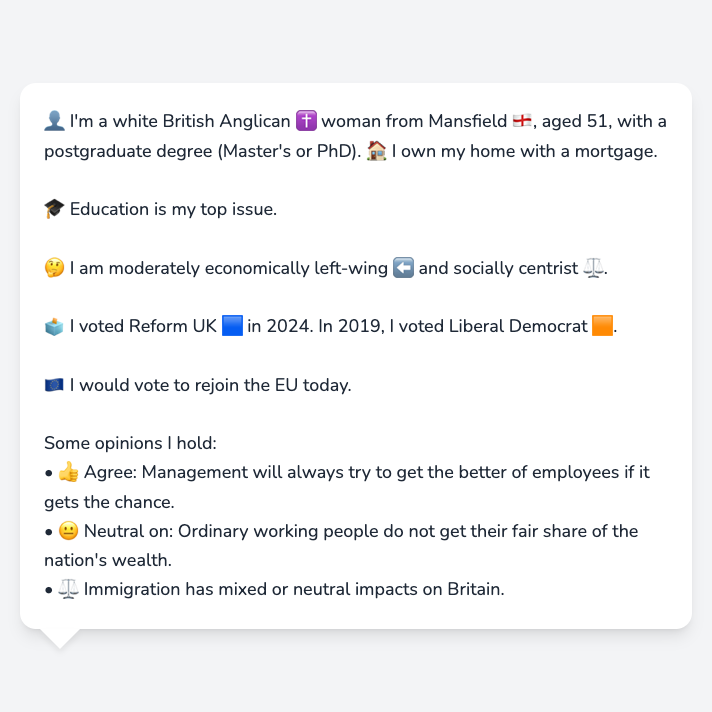 👤 I'm a white British Anglican ✝️ woman from Mansfield 🏴󠁧󠁢󠁥󠁮󠁧󠁿, aged 51, with a
postgraduate degree (Master's or PhD). 🏠 I own my home with a mortgage.
🎓 Education is my top issue.
🤔 I am moderately economically left-wing ⬅️ and socially centrist ⚖️.
🗳️ I voted Reform UK 🟦 in 2024. In 2019, I voted Liberal Democrat 🟧.
🇪🇺 I would vote to rejoin the EU today.
Some opinions I hold:
• 👍 Agree: Management will always try to get the better of employees if it
gets the chance.
• 😐 Neutral on: Ordinary working people do not get their fair share of the
nation's wealth.
• ⚖️ Immigration has mixed or neutral impacts on Britain.